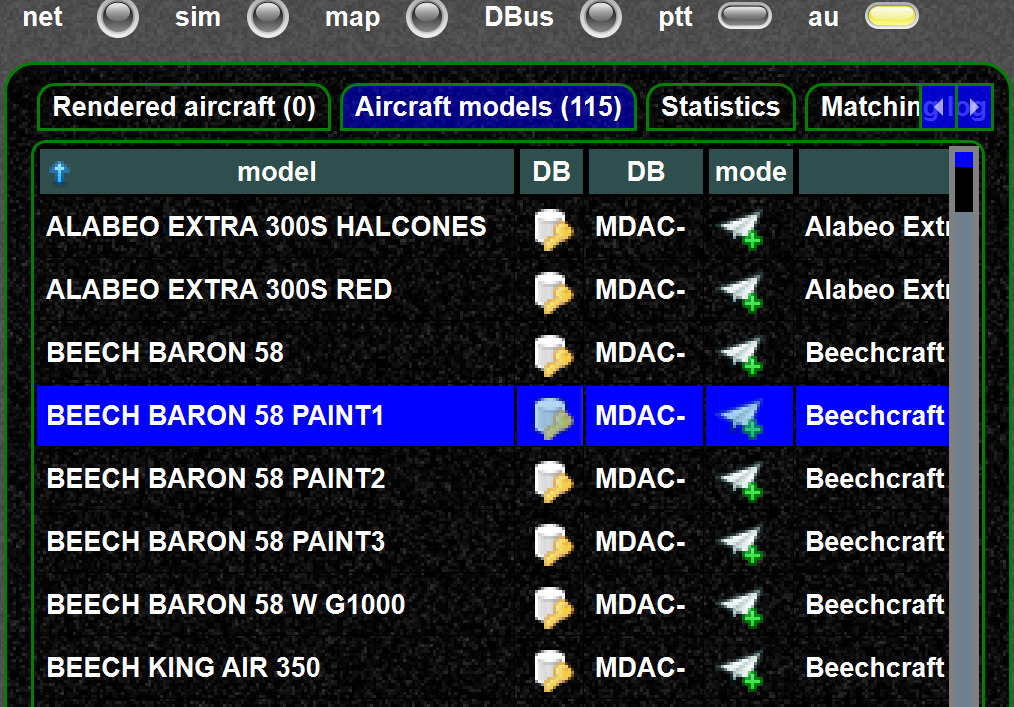 net sim map DBus ptt au
Rendered aircraft (0) Aircraft models (115) Statistics Matching log
model DB DB mode
ALABEO EXTRA 300S HALCONES MDAC- Alabeo Extr
ALABEO EXTRA 300S RED MDAC- Alabeo Extr
BEECH BARON 58 MDAC- Beechcraft
BEECH BARON 58 PAINT1 MDAC- Beechcraft
BEECH BARON 58 PAINT2 MDAC- Beechcraft
BEECH BARON 58 PAINT3 MDAC- Beechcraft
BEECH BARON 58 W G1000 MDAC- Beechcraft
BEECH KING AIR 350 MDAC- Beechcraft